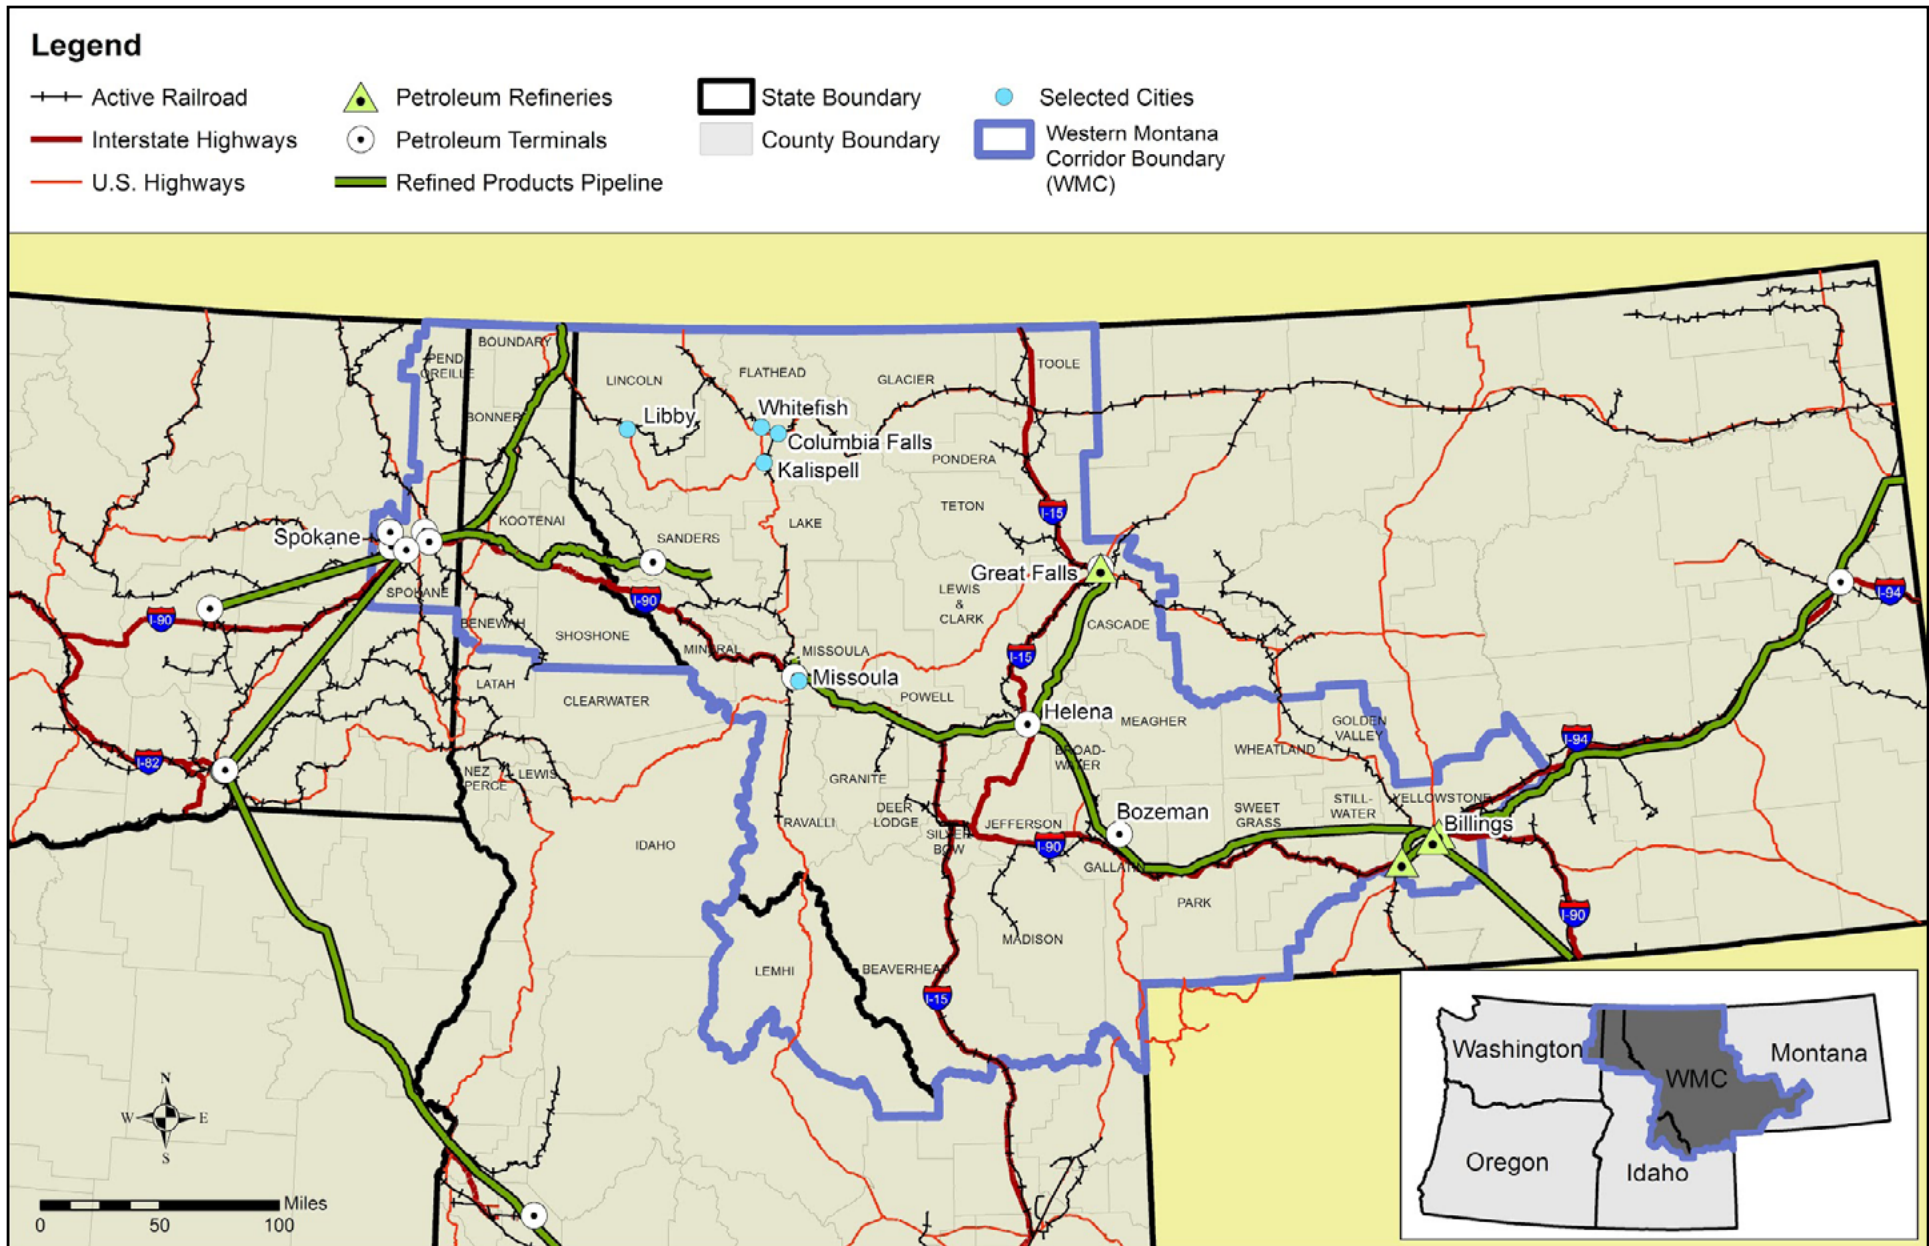 Legend
Active Railroad
Petroleum Refineries
State Boundary
Selected Cities
Interstate Highways
Petroleum Terminals
County Boundary
Western Montana
Corridor Boundary
(WMC)
U.S. Highways
Refined Products Pipeline
BOUNDARY
PEND
OREILLE
TOOLE
LINCOLN
FLATHEAD
GLACIER
BONNER
Libby
Whitefish
Columbia Falls
Kalispell
PONDERA
TETON
I-15
KOOTENAI
LAKE
Spokane
SANDERS
Great Falls
I-90
SPOKANE
I-90
LEWIS
&
CLARK
I-94
BENEWAH
SHOSHONE
CASCADE
MINERAL
MISSOULA
I-15
Missoula
LATAH
CLEARWATER
POWELL
Helena
MEAGHER
GOLDEN
VALLEY
I-94
BROAD-
WATER
WHEATLAND
I-82
NEZ
PERCE
LEWIS
GRANITE
STILL-
WATER
YELLOWSTONE
SWEET
GRASS
DEER
LODGE
Bozeman
Billings
RAVALLI
SILVER
BOW
JEFFERSON
IDAHO
I-90
GALLATIN
PARK
I-90
MADISON
LEMHI
BEAVERHEAD
I-15
Washington
Montana
WMC
Oregon
Idaho
N
W
E
S
Miles
0
50
100